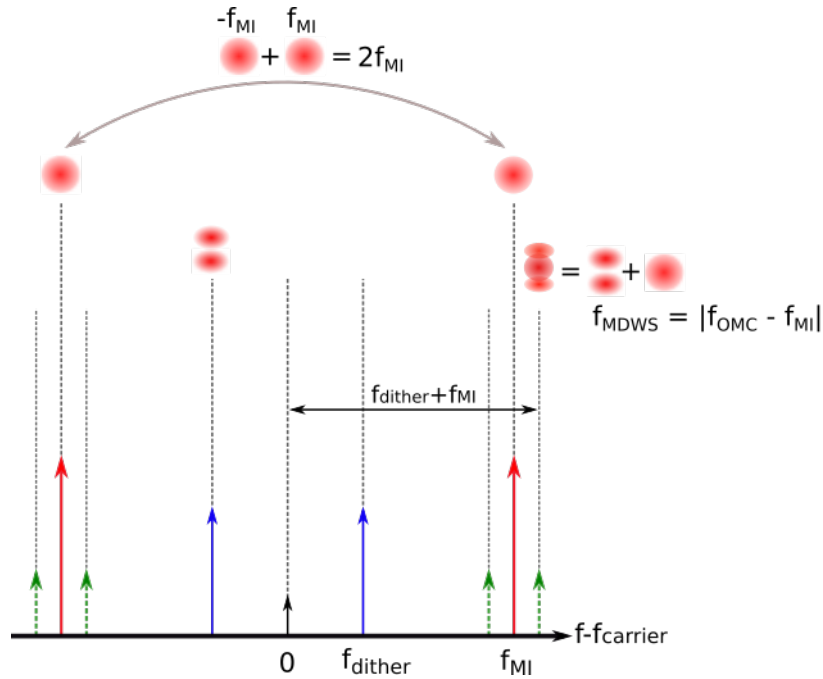 -fMI fMI
+ = 2fMI
= +
fMDWS = |fOMC - fMI|
fdither+fMI
f-fcarrier
0 fdither fMI